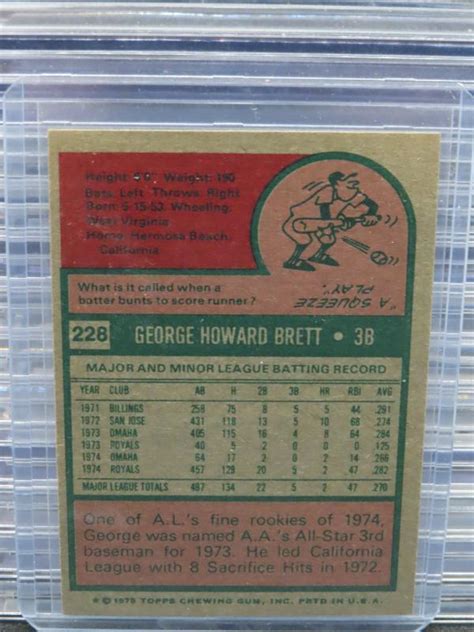 Height: 6'0" Weight: 190
Bats: Left Throws: Right
Born: 5-15-53, Wheeling,
West Virginia
Home: Hermosa Beach,
California
"A SQUEEZE
PLAY."
What is it called when a
batter bunts to score runner?
228 GEORGE HOWARD BRETT • 3B
MAJOR AND MINOR LEAGUE BATTING RECORD
YEAR CLUB AB H 2B 3B HR RBI AVG
1971 BILLINGS 258 75 8 5 5 44 .291
1972 SAN JOSE 431 118 13 5 10 68 .274
1973 OMAHA 405 115 16 4 8 64 .284
1973 ROYALS 40 5 2 0 0 0 .125
1974 OMAHA 64 17 2 0 2 14 .266
1974 ROYALS 457 129 20 5 2 47 .282
MAJOR LEAGUE TOTALS 497 134 22 5 2 47 .270
One of A.L.'s fine rookies of 1974,
George was named A.A.'s All-Star 3rd
baseman for 1973. He led California
League with 8 Sacrifice Hits in 1972.
* © 1975 TOPPS CHEWING GUM, INC. PRTD IN U.S.A.